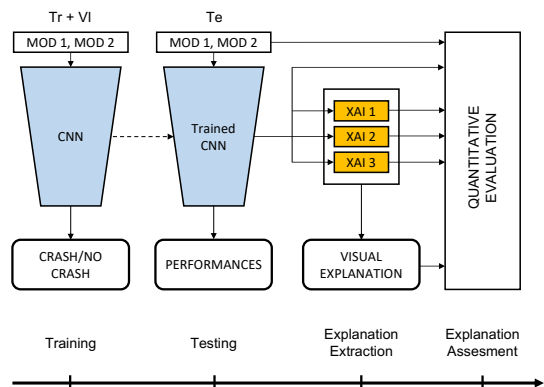 Tr + VI
Te
MOD 1, MOD 2
MOD 1, MOD 2
CNN
Trained
CNN
XAI 1
XAI 2
XAI 3
QUANTITATIVE
EVALUATION
CRASH/NO
CRASH
PERFORMANCES
VISUAL
EXPLANATION
Training
Testing
Explanation
Extraction
Explanation
Assesment